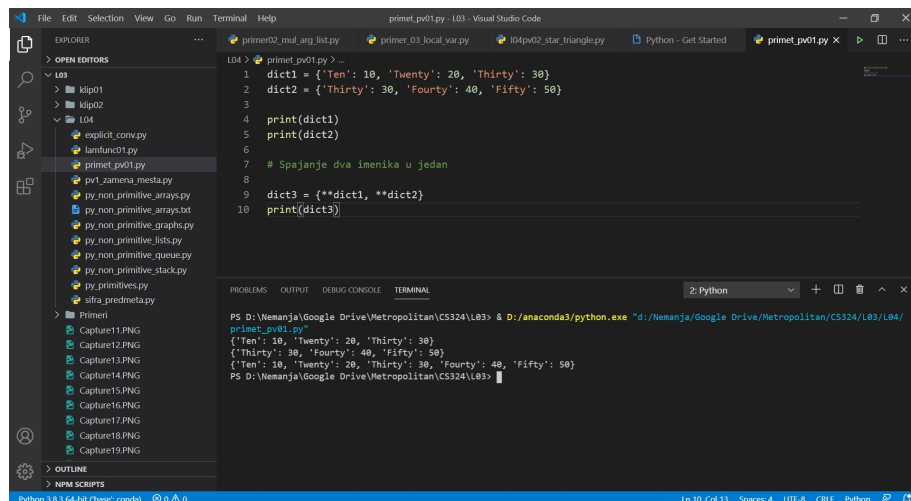 File Edit Selection View Go Run Terminal Help primet_pv01.py - L03 - Visual Studio Code
EXPLORER
OPEN EDITORS
L03
klip01
klip02
L04
explicit_conv.py
lamfunc01.py
primet_pv01.py
pv1_zamena_mesta.py
py_non_primitive_arrays.py
py_non_primitive_arrays.txt
py_non_primitive_graphs.py
py_non_primitive_lists.py
py_non_primitive_queue.py
py_non_primitive_stack.py
py_primitives.py
sifra_predmeta.py
Primeri
Capture11.PNG
Capture12.PNG
Capture13.PNG
Capture14.PNG
Capture15.PNG
Capture16.PNG
Capture17.PNG
Capture18.PNG
Capture19.PNG
OUTLINE
NPM SCRIPTS
primer02_mul_arg_list.py primer_03_local_var.py l04pv02_star_triangle.py Python - Get Started primet_pv01.py
L04 > primet_pv01.py > ...
1 dict1 = {'Ten': 10, 'Twenty': 20, 'Thirty': 30}
2 dict2 = {'Thirty': 30, 'Fourty': 40, 'Fifty': 50}
3
4 print(dict1)
5 print(dict2)
6
7 # Spajanje dva imenika u jedan
8
9 dict3 = {**dict1, **dict2}
10 print(dict3)
PROBLEMS OUTPUT DEBUG CONSOLE TERMINAL 2: Python
PS D:\Nemanja\Google Drive\Metropolitan\CS324\L03> & D:/anaconda3/python.exe "d:/Nemanja/Google Drive/Metropolitan/CS324/L03/L04/
primet_pv01.py"
{'Ten': 10, 'Twenty': 20, 'Thirty': 30}
{'Thirty': 30, 'Fourty': 40, 'Fifty': 50}
{'Ten': 10, 'Twenty': 20, 'Thirty': 30, 'Fourty': 40, 'Fifty': 50}
PS D:\Nemanja\Google Drive\Metropolitan\CS324\L03>
Python 3.8.3 64-bit ('base': conda) 0 0 Ln 10, Col 13 Spaces: 4 UTF-8 CRLF Python